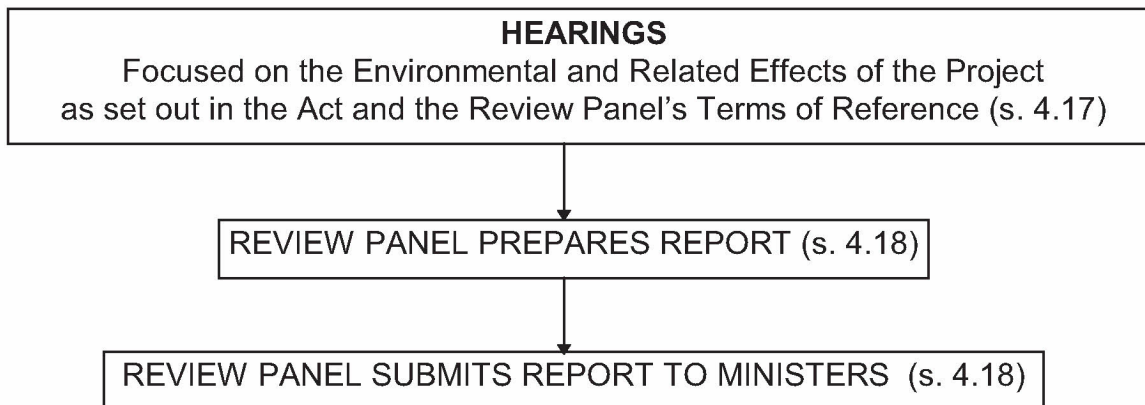 HEARINGS
Focused on the Environmental and Related Effects of the Project
as set out in the Act and the Review Panel's Terms of Reference (s. 4.17)
REVIEW PANEL PREPARES REPORT (s. 4.18)
REVIEW PANEL SUBMITS REPORT TO MINISTERS (s. 4.18)